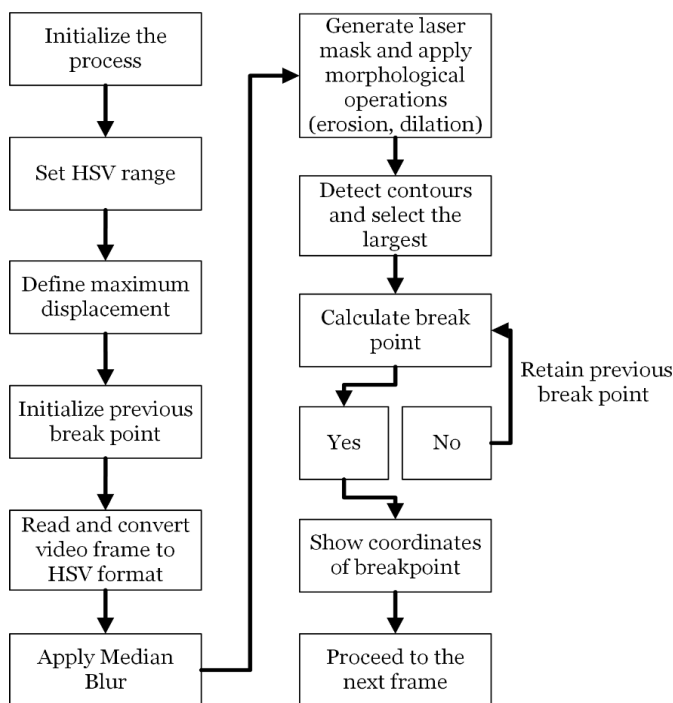 Initialize the
process
Set HSV range
Define maximum
displacement
Initialize previous
break point
Read and convert
video frame to
HSV format
Apply Median
Blur
Generate laser
mask and apply
morphological
operations
(erosion, dilation)
Detect contours
and select the
largest
Calculate break
point
Retain previous
break point
Yes
No
Show coordinates
of breakpoint
Proceed to the
next frame